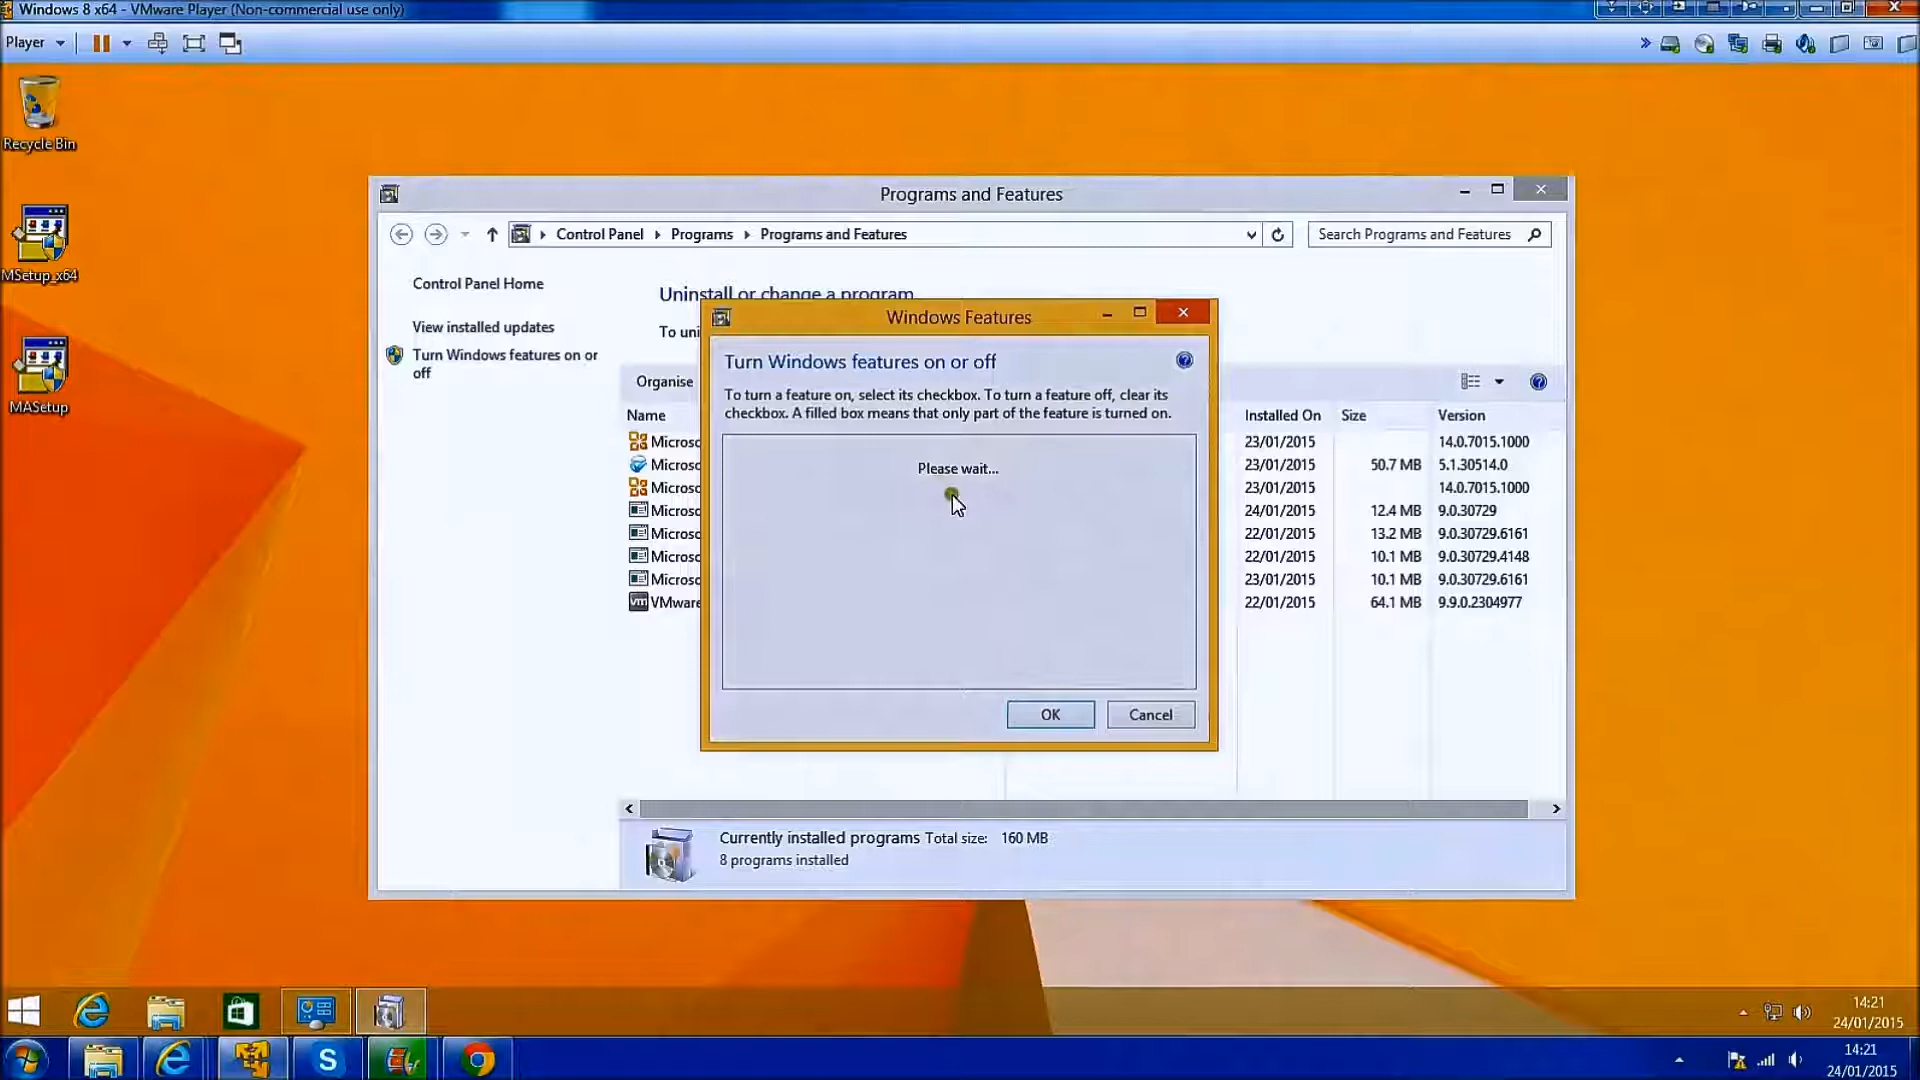 Windows 8 x64 - VMware Player (Non-commercial use only)
Player
Recycle Bin
MSetup_x64
MASetup
Programs and Features
Control Panel
Programs
Programs and Features
Search Programs and Features
Control Panel Home
View installed updates
Turn Windows features on or
off
Uninstall or change a program
To uni
Organise
Name
Installed On
Size
Version
Microso
23/01/2015
14.0.7015.1000
Microso
23/01/2015
50.7 MB
5.1.30514.0
Microso
23/01/2015
14.0.7015.1000
Microso
24/01/2015
12.4 MB
9.0.30729
Microso
22/01/2015
13.2 MB
9.0.30729.6161
Microso
22/01/2015
10.1 MB
9.0.30729.4148
Microso
23/01/2015
10.1 MB
9.0.30729.6161
VMware
22/01/2015
64.1 MB
9.9.0.2304977
Windows Features
Turn Windows features on or off
To turn a feature on, select its checkbox. To turn a feature off, clear its
checkbox. A filled box means that only part of the feature is turned on.
Please wait...
OK
Cancel
Currently installed programs Total size: 160 MB
8 programs installed
14:21
24/01/2015
14:21
24/01/2015